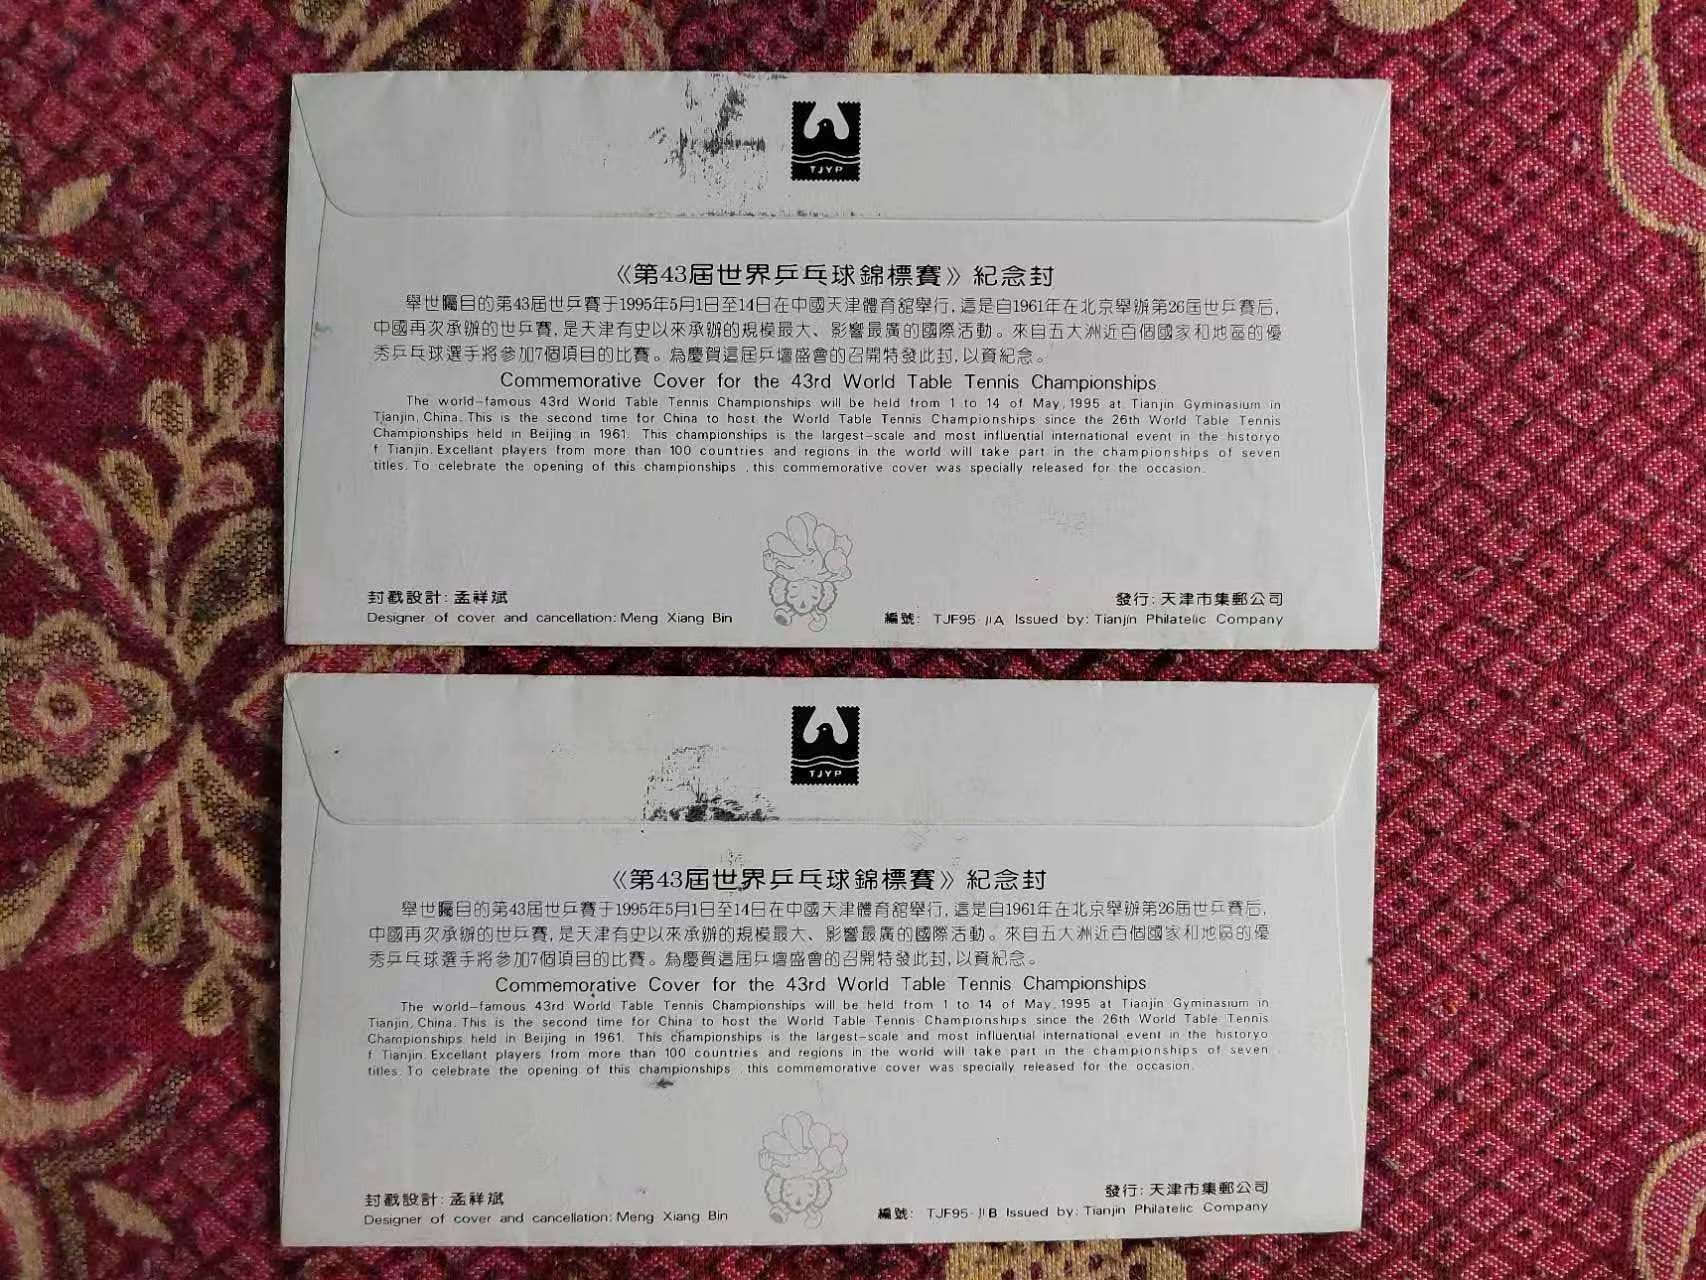 TJYP
《第43屆世界乒乓球錦標賽》紀念封
舉世矚目的第43屆世乒賽于1995年5月1日至14日在中國天津體育舘舉行,這是自1961年在北京舉辦第26屆世乒賽后,
中國再次承辦的世乒賽,是天津有史以來承辦的規模最大、影響最廣的國際活動。來自五大洲近百個國家和地區的優
秀乒乓球選手將參加7個項目的比賽。為慶賀這屆乒壇盛會的召開特發此封,以資紀念。
Commemorative Cover for the 43rd World Table Tennis Championships
The world-famous 43rd World Table Tennis Championships will be held from 1 to 14 of May, 1995 at Tianjin Gyminasium in
Tianjin, China. This is the second time for China to host the World Table Tennis Championships since the 26th World Table Tennis
Championships held in Beijing in 1961. This championships is the largest-scale and most influential international event in the historyo
f Tianjin. Excellant players from more than 100 countries and regions in the world will take part in the championships of seven
titles. To celebrate the opening of this championships , this commemorative cover was specially released for the occasion.
封戳設計:孟祥斌 發行:天津市集郵公司
Designer of cover and cancellation: Meng Xiang Bin 編號: TJF95·JIA Issued by: Tianjin Philatelic Company
TJYP
《第43屆世界乒乓球錦標賽》紀念封
舉世矚目的第43屆世乒賽于1995年5月1日至14日在中國天津體育舘舉行,這是自1961年在北京舉辦第26屆世乒賽后,
中國再次承辦的世乒賽,是天津有史以來承辦的規模最大、影響最廣的國際活動。來自五大洲近百個國家和地區的優
秀乒乓球選手將參加7個項目的比賽。為慶賀這屆乒壇盛會的召開特發此封,以資紀念。
Commemorative Cover for the 43rd World Table Tennis Championships
The world-famous 43rd World Table Tennis Championships will be held from 1 to 14 of May, 1995 at Tianjin Gyminasium in
Tianjin, China. This is the second time for China to host the World Table Tennis Championships since the 26th World Table Tennis
Championships held in Beijing in 1961. This championships is the largest-scale and most influential international event in the historyo
f Tianjin. Excellant players from more than 100 countries and regions in the world will take part in the championships of seven
titles. To celebrate the opening of this championships , this commemorative cover was specially released for the occasion.
封戳設計:孟祥斌 發行:天津市集郵公司
Designer of cover and cancellation: Meng Xiang Bin 編號: TJF95·JIB Issued by: Tianjin Philatelic Company